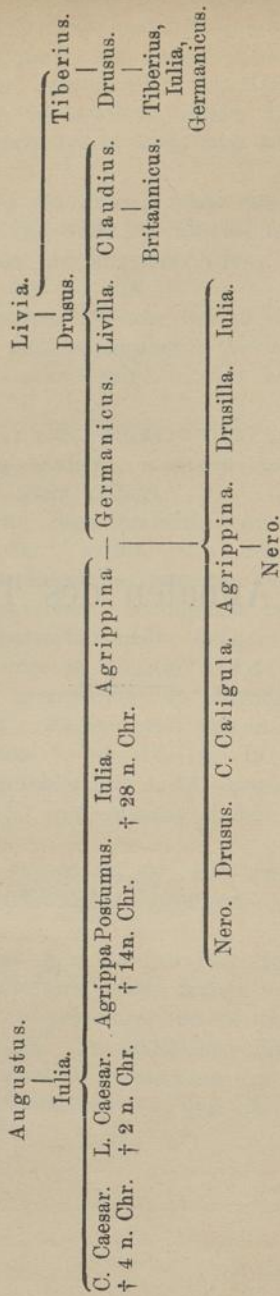 Augustus.
Iulia.
C. Caesar. L. Caesar. Agrippa Postumus. Iulia. Agrippina — Germanicus. Livilla. Claudius.
† 4 n. Chr. † 2 n. Chr. † 14 n. Chr. † 28 n. Chr.
Livia.
Drusus. Tiberius.
Britannicus. Drusus.
Tiberius,
Iulia,
Germanicus.
Nero. Drusus. C. Caligula. Agrippina. Drusilla. Iulia.
Nero.